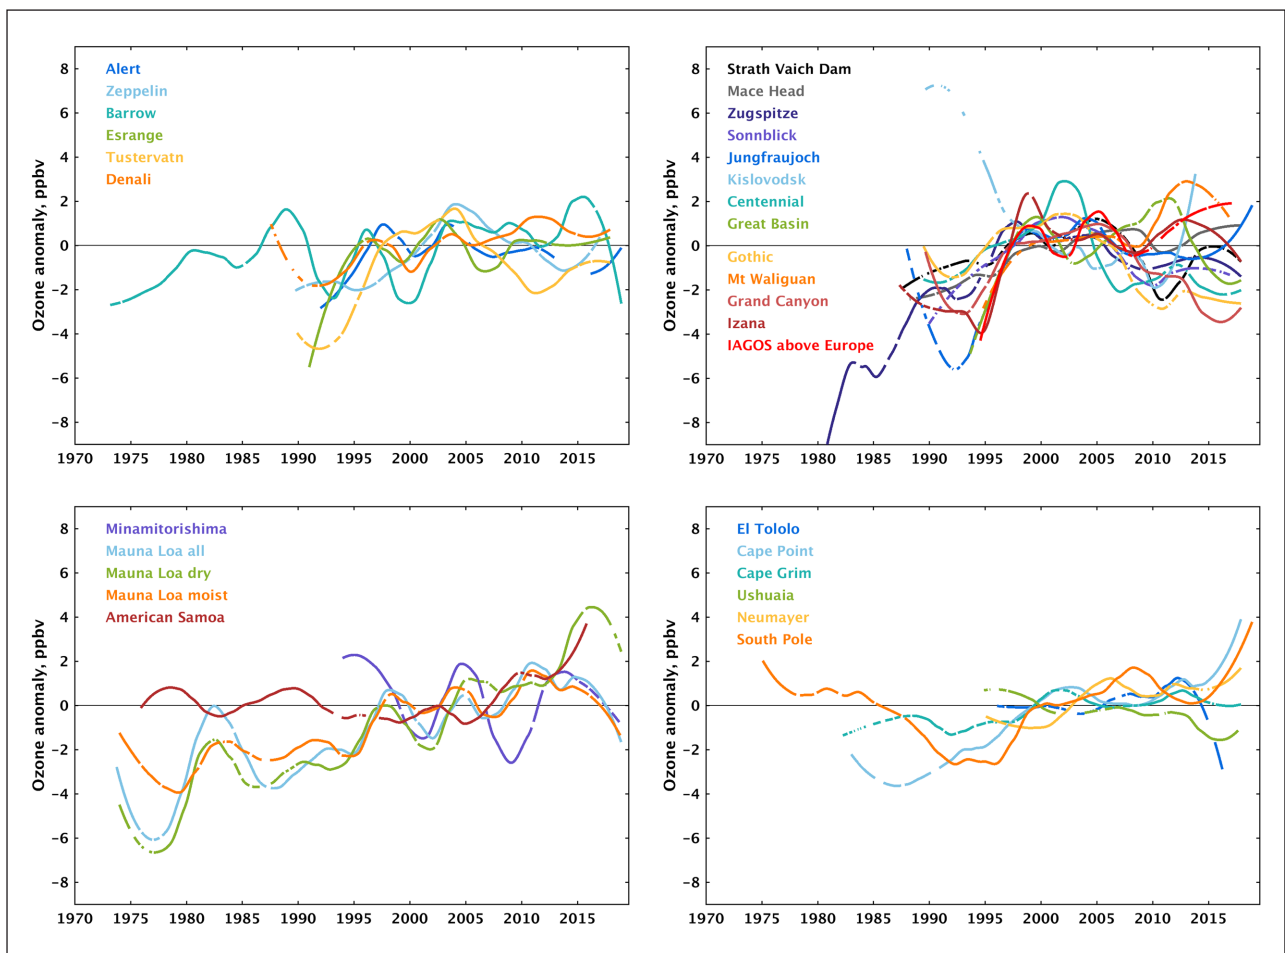 Ozone anomaly, ppbv
8
6
4
2
0
−2
−4
−6
−8
Alert
Zeppelin
Barrow
Esrange
Tustervatn
Denali
1970 1975 1980 1985 1990 1995 2000 2005 2010 2015
Ozone anomaly, ppbv
8
6
4
2
0
−2
−4
−6
−8
Strath Vaich Dam
Mace Head
Zugspitze
Sonnblick
Jungfraujoch
Kislovodsk
Centennial
Great Basin
Gothic
Mt Waliguan
Grand Canyon
Izana
IAGOS above Europe
1970 1975 1980 1985 1990 1995 2000 2005 2010 2015
Ozone anomaly, ppbv
8
6
4
2
0
−2
−4
−6
−8
Minamitorishima
Mauna Loa all
Mauna Loa dry
Mauna Loa moist
American Samoa
1970 1975 1980 1985 1990 1995 2000 2005 2010 2015
Ozone anomaly, ppbv
8
6
4
2
0
−2
−4
−6
−8
El Tololo
Cape Point
Cape Grim
Ushuaia
Neumayer
South Pole
1970 1975 1980 1985 1990 1995 2000 2005 2010 2015